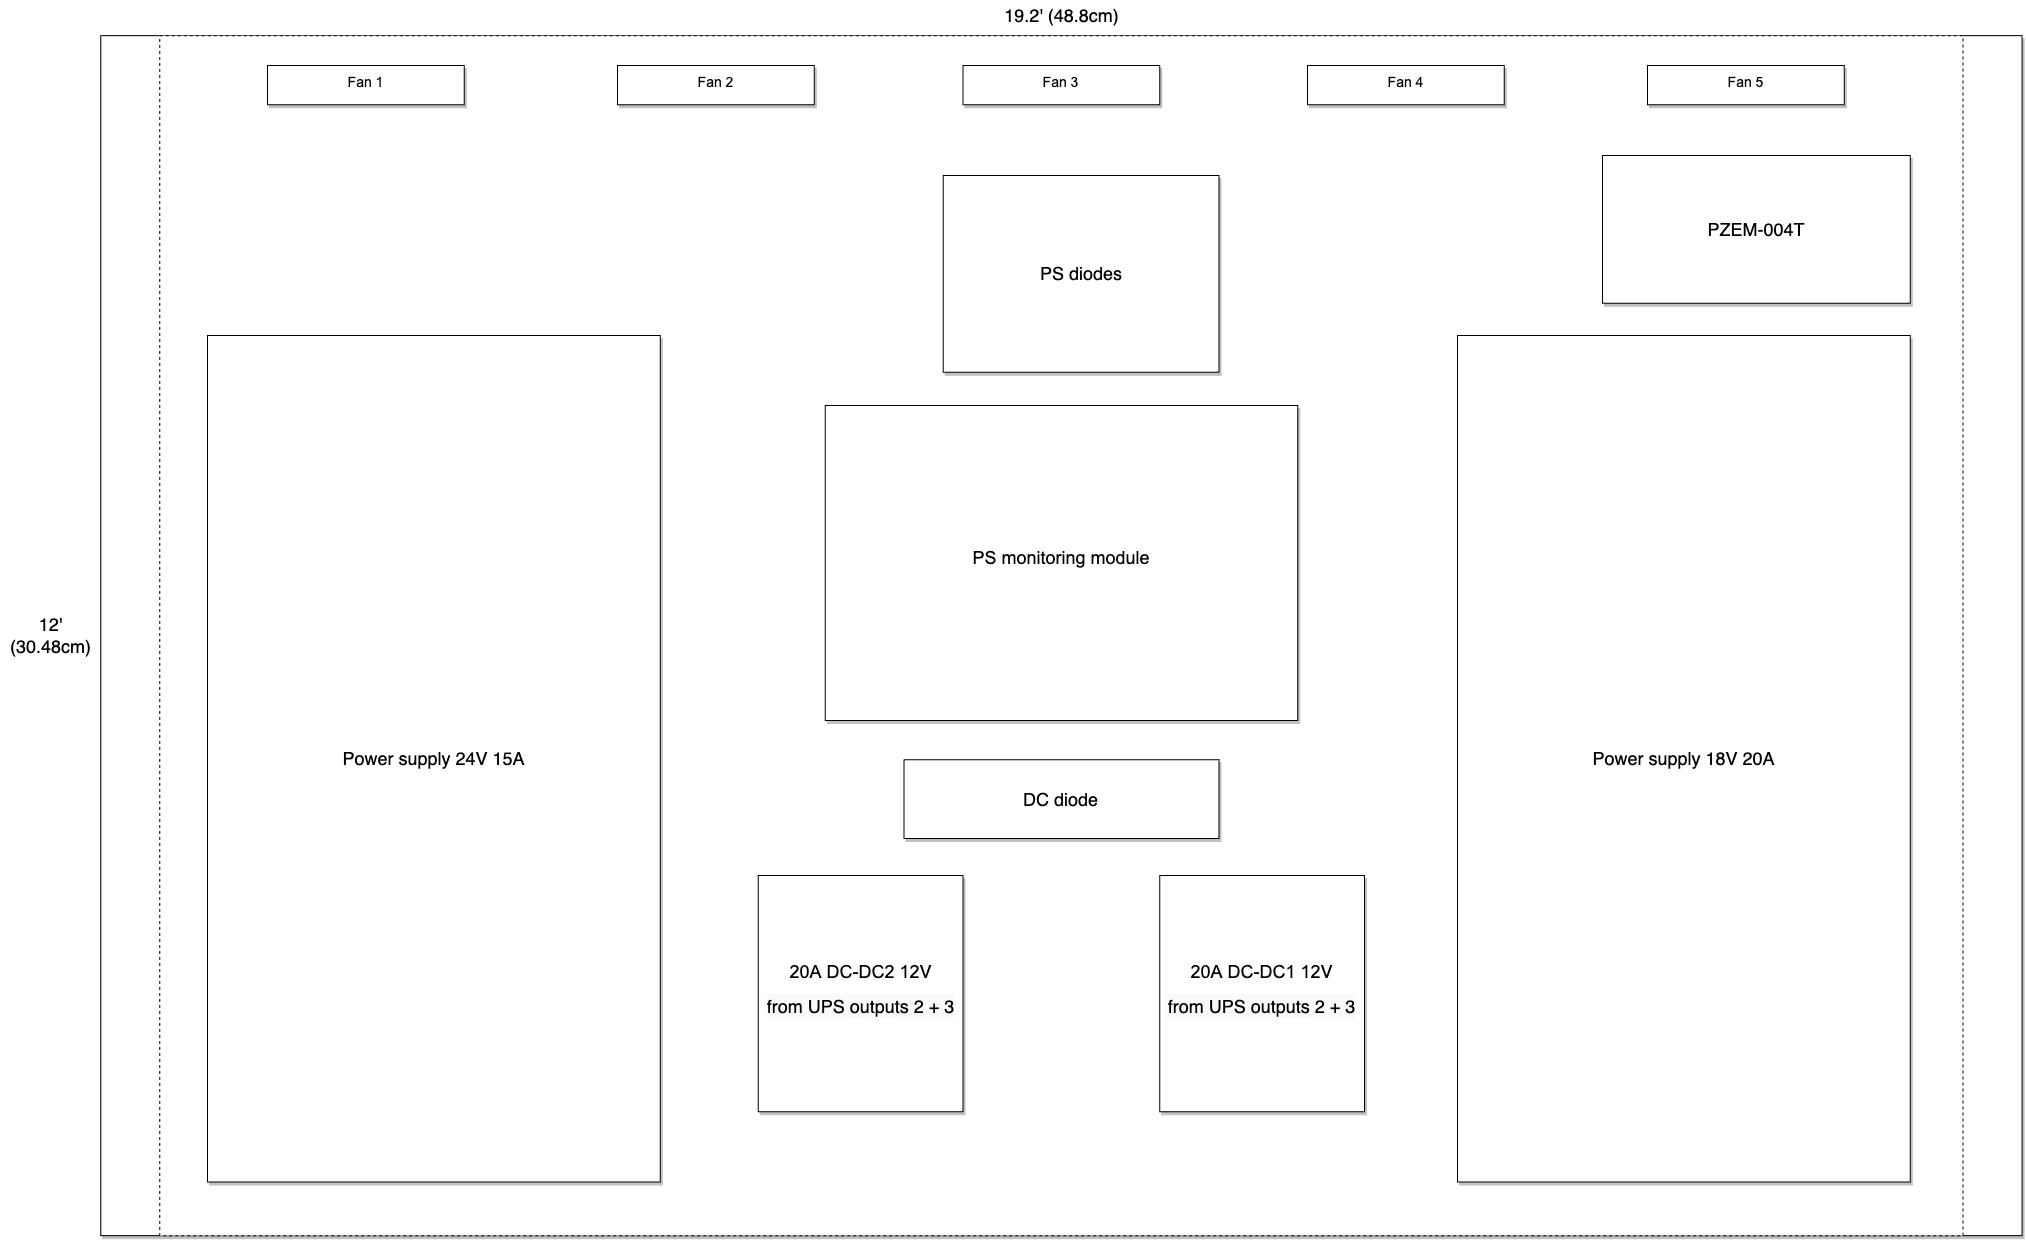 19.2' (48.8cm)
Fan 1
Fan 2
Fan 3
Fan 4
Fan 5
PZEM-004T
PS diodes
PS monitoring module
12'
(30.48cm)
Power supply 24V 15A
Power supply 18V 20A
DC diode
20A DC-DC2 12V
from UPS outputs 2 + 3
20A DC-DC1 12V
from UPS outputs 2 + 3